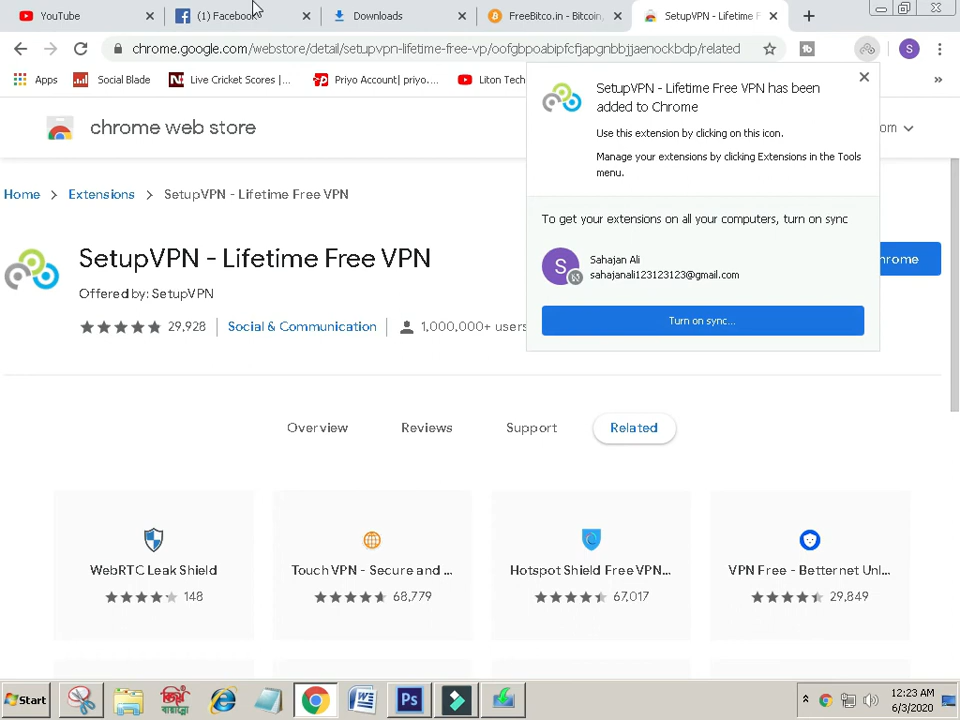 YouTube
(1) Facebook
Downloads
FreeBitco.in - Bitcoin,
SetupVPN - Lifetime F
chrome.google.com/webstore/detail/setupvpn-lifetime-free-vp/oofgbpoabipfcfjapgnbbjjaenockbdp/related
S
Apps
Social Blade
Live Cricket Scores |...
Priyo Account| priyo....
Liton Tech
»
chrome web store
om
SetupVPN - Lifetime Free VPN has been
added to Chrome
Use this extension by clicking on this icon.
Manage your extensions by clicking Extensions in the Tools
menu.
To get your extensions on all your computers, turn on sync
S
Sahajan Ali
sahajanali123123123@gmail.com
Turn on sync...
Home
Extensions
SetupVPN - Lifetime Free VPN
SetupVPN - Lifetime Free VPN
hrome
Offered by: SetupVPN
29,928
Social & Communication
1,000,000+ users
Overview
Reviews
Support
Related
WebRTC Leak Shield
Touch VPN - Secure and ...
Hotspot Shield Free VPN...
VPN Free - Betternet Unl...
148
68,779
67,017
29,849
Start
Ps
12:23 AM
6/3/2020